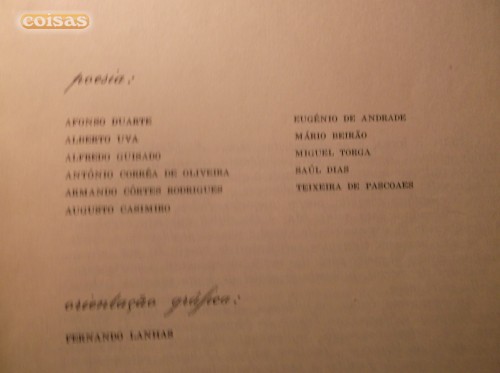 coisas
poesia:
AFONSO DUARTE
ALBERTO UVA
ALFREDO GUISADO
ANTÓNIO CORRÊA DE OLIVEIRA
ARMANDO CÔRTES RODRIGUES
AUGUSTO CASIMIRO
EUGÉNIO DE ANDRADE
MÁRIO BEIRÃO
MIGUEL TORGA
SAÚL DIAS
TEIXEIRA DE PASCOAES
orientação gráfica:
FERNANDO LANHAS